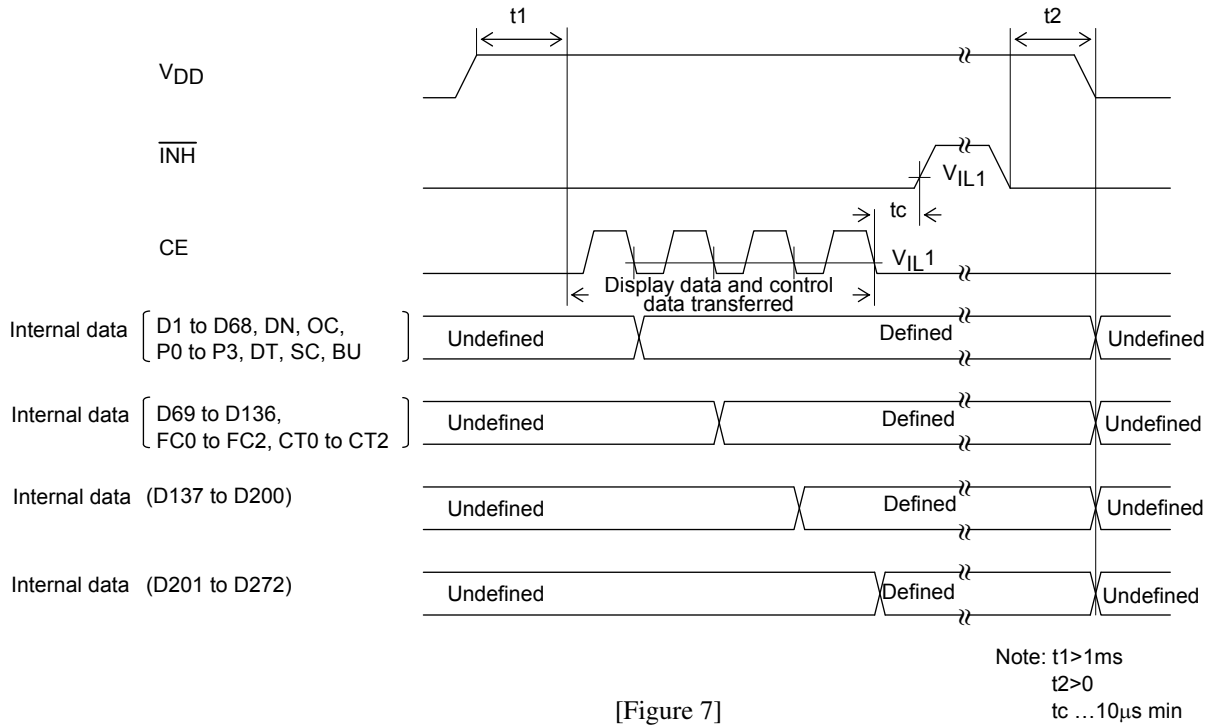 t1
t2
VDD
INH
VIL1
tc
CE
VIL1
Display data and control
data transferred
Internal data
D1 to D68, DN, OC,
P0 to P3, DT, SC, BU
Undefined
Defined
Undefined
Internal data
D69 to D136,
FC0 to FC2, CT0 to CT2
Undefined
Defined
Undefined
Internal data (D137 to D200)
Undefined
Defined
Undefined
Internal data (D201 to D272)
Undefined
Defined
Undefined
Note: t1>1ms
t2>0
tc …10μs min
[Figure 7]